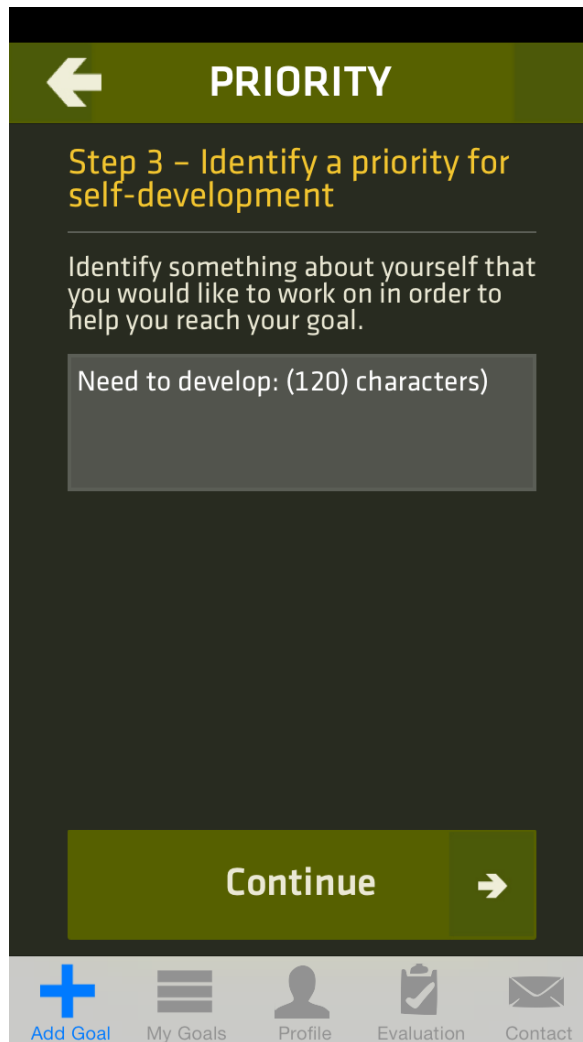 PRIORITY
Step 3 – Identify a priority for
self-development
Identify something about yourself that
you would like to work on in order to
help you reach your goal.
Need to develop: (120) characters)
Continue
Add Goal My Goals Profile Evaluation Contact